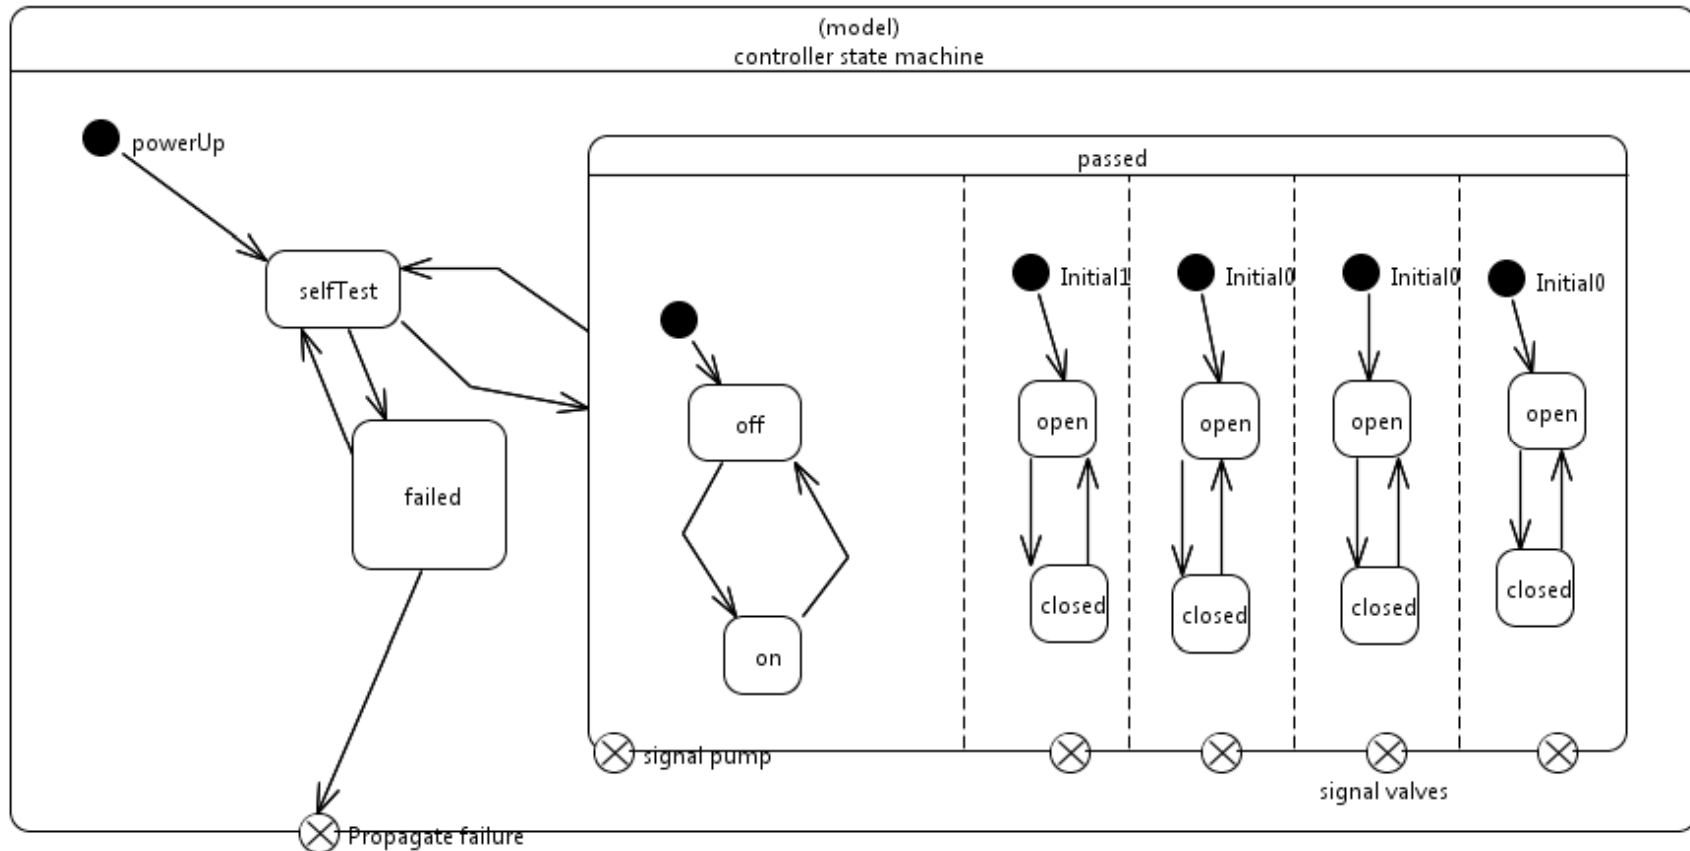 (model)
controller state machine
powerUp
passed
selfTest
Initial1
Initial0
Initial0
Initial0
off
open
open
open
open
failed
closed
closed
closed
closed
on
signal pump
signal valves
Propagate failure